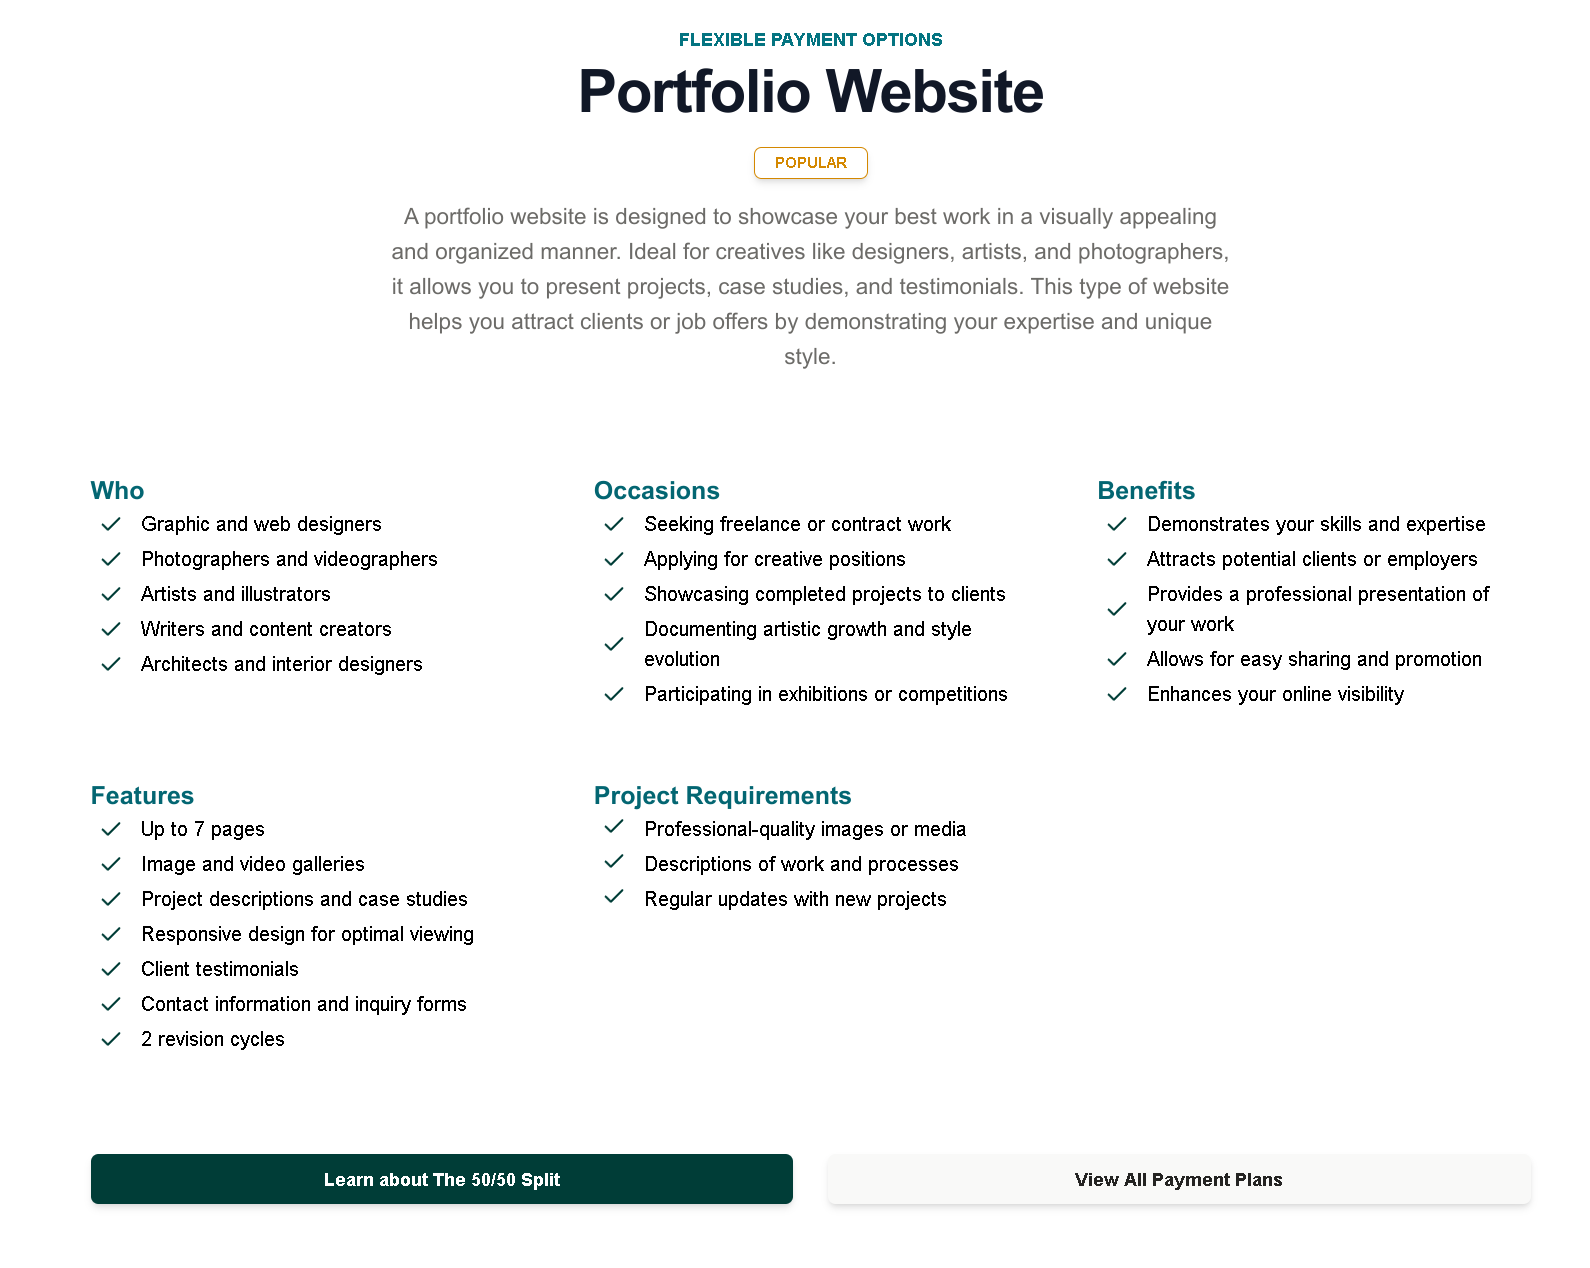 FLEXIBLE PAYMENT OPTIONS
Portfolio Website
POPULAR
A portfolio website is designed to showcase your best work in a visually appealing
and organized manner. Ideal for creatives like designers, artists, and photographers,
it allows you to present projects, case studies, and testimonials. This type of website
helps you attract clients or job offers by demonstrating your expertise and unique
style.
Who
Graphic and web designers
Photographers and videographers
Artists and illustrators
Writers and content creators
Architects and interior designers
Occasions
Seeking freelance or contract work
Applying for creative positions
Showcasing completed projects to clients
Documenting artistic growth and style
evolution
Participating in exhibitions or competitions
Benefits
Demonstrates your skills and expertise
Attracts potential clients or employers
Provides a professional presentation of
your work
Allows for easy sharing and promotion
Enhances your online visibility
Features
Up to 7 pages
Image and video galleries
Project descriptions and case studies
Responsive design for optimal viewing
Client testimonials
Contact information and inquiry forms
2 revision cycles
Project Requirements
Professional-quality images or media
Descriptions of work and processes
Regular updates with new projects
Learn about The 50/50 Split
View All Payment Plans